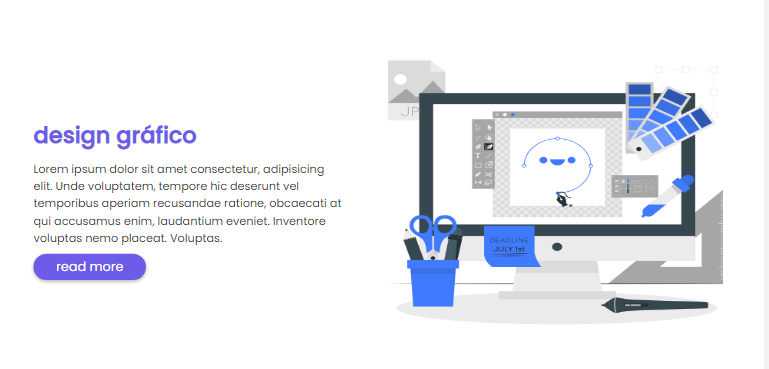 design gráfico
Lorem ipsum dolor sit amet consectetur, adipisicing
elit. Unde voluptatem, tempore hic deserunt vel
temporibus aperiam recusandae ratione, obcaecati at
qui accusamus enim, laudantium eveniet. Inventore
voluptas nemo placeat. Voluptas.
read more
JP
T
DEADLINE
JULY 1st